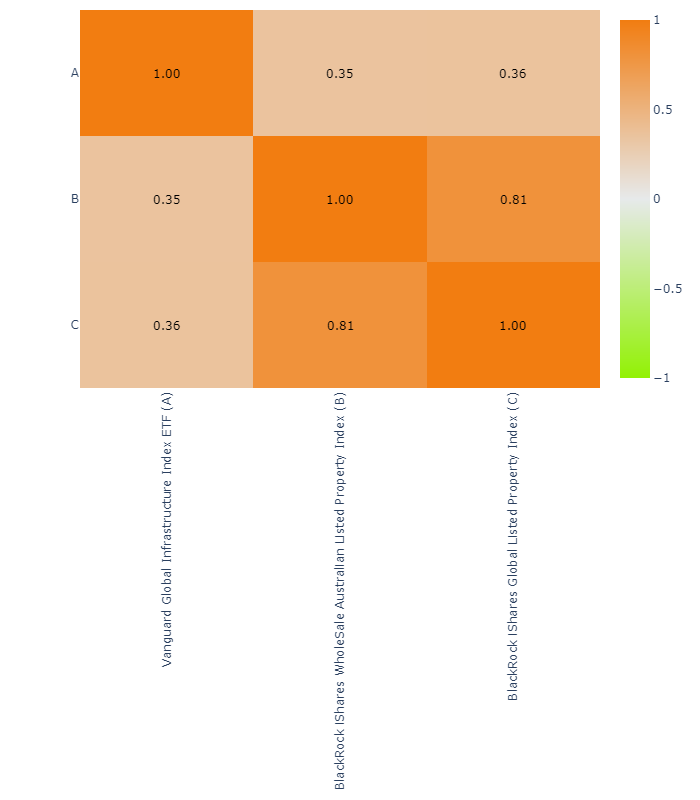 A
1.00
0.35
0.36
B
0.35
1.00
0.81
C
0.36
0.81
1.00
1
0.5
0
−0.5
−1
Vanguard Global Infrastructure Index ETF (A)
BlackRock IShares WholeSale Australian Listed Property Index (B)
BlackRock IShares Global Listed Property Index (C)